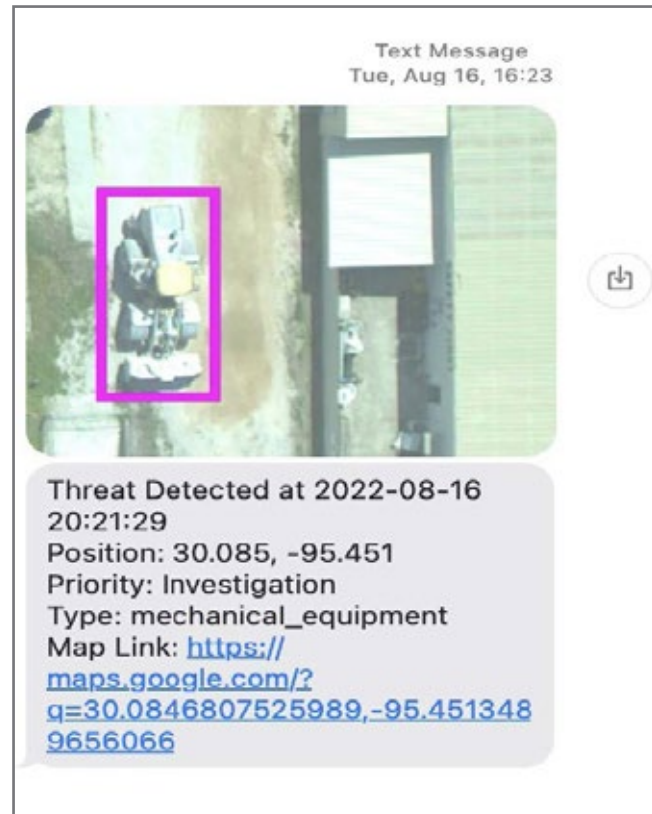 Text Message
Tue, Aug 16, 16:23
Threat Detected at 2022-08-16
20:21:29
Position: 30.085, -95.451
Priority: Investigation
Type: mechanical_equipment
Map Link: https://
maps.google.com/?
q=30.0846807525989,-95.451348
9656066